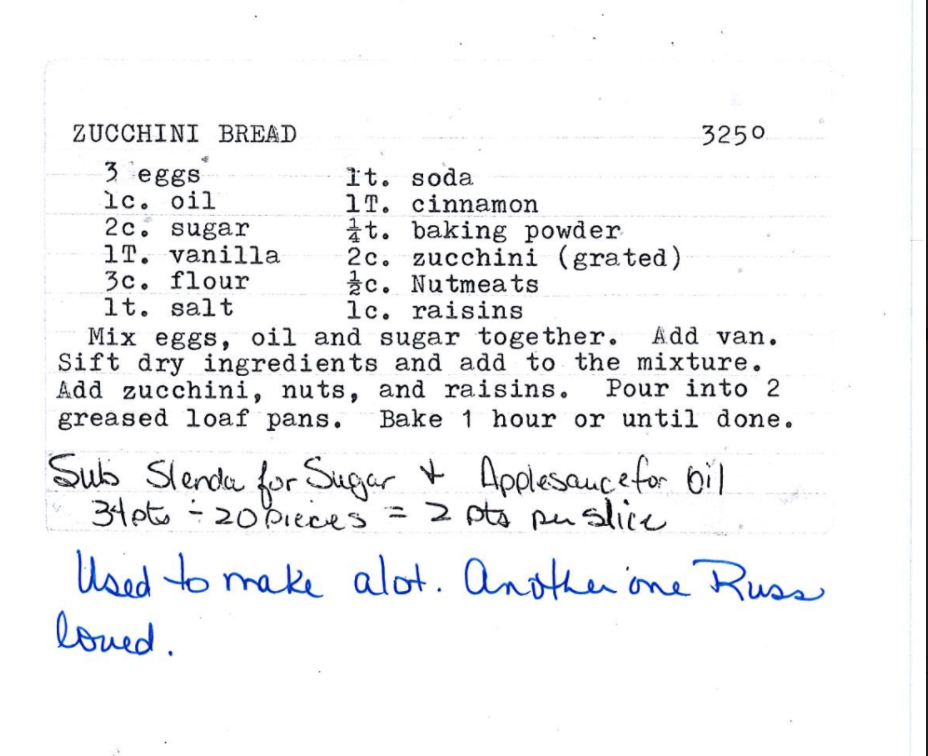 ZUCCHINI BREAD 325°
3 eggs 1t. soda
1c. oil 1T. cinnamon
2c. sugar ¼t. baking powder
1T. vanilla 2c. zucchini (grated)
3c. flour ½c. Nutmeats
1t. salt 1c. raisins
Mix eggs, oil and sugar together. Add van.
Sift dry ingredients and add to the mixture.
Add zucchini, nuts, and raisins. Pour into 2
greased loaf pans. Bake 1 hour or until done.
Sub Slenda for Sugar + Applesauce for Oil
34pts ÷ 20 pieces = 2 pts per slice
Used to make alot. Another one Russ
loved.